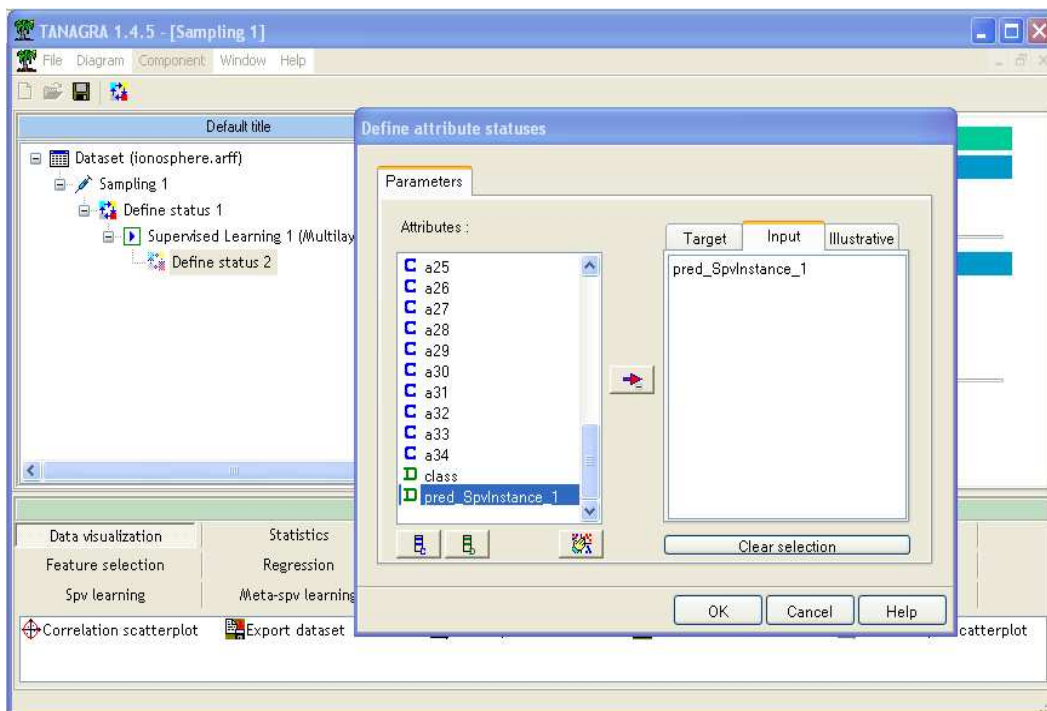 TANAGRA 1.4.5 - [Sampling 1]
File Diagram Component Window Help
Default title
Dataset (ionosphere.arff)
Sampling 1
Define status 1
Supervised Learning 1 (Multilay
Define status 2
Define attribute statuses
Parameters
Attributes :
C a25
C a26
C a27
C a28
C a29
C a30
C a31
C a32
C a33
C a34
D class
D pred_SpvInstance_1
Target Input Illustrative
pred_SpvInstance_1
Clear selection
OK Cancel Help
Data visualization Statistics
Feature selection Regression
Spv learning Meta-spv learning
Correlation scatterplot Export dataset catterplot